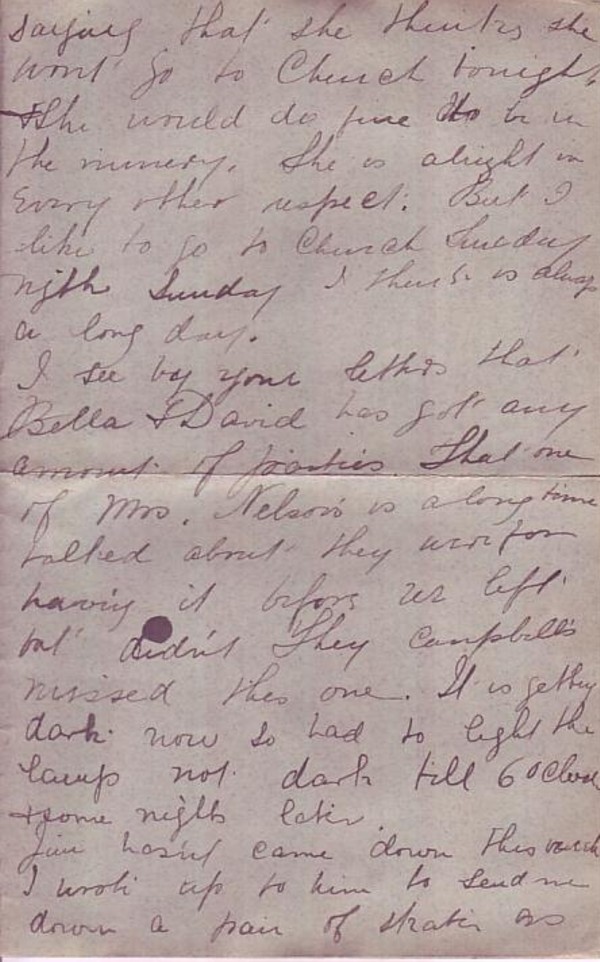 saying that she thinks she
wont go to Church tonight
&She would do fine to be in
the nunnery. She is alright in
Every other respect. But I
like to go to Church Sunday
nigth Sunday I think is always
a long day.
I see by your letters that
Bella & David has got any
amount of parties. That one
of Mrs. Nelson's is a long time
talked about they were for
having it before we left
but didn't They Campbells
missed this one. It is getting
dark now so had to light the
lamp not dark till 6 OClock
&some nights later.
Jim hasn't came down this week
I wrote up to him to send me
down a pair of skates as